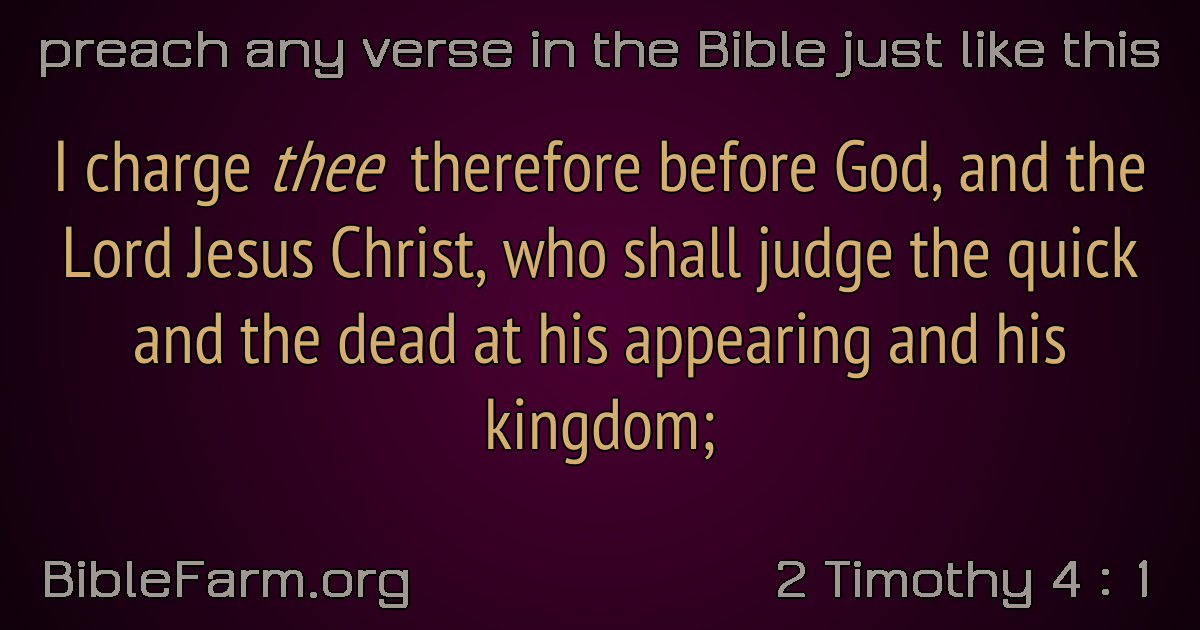 preach any verse in the Bible just like this
I charge thee therefore before God, and the
Lord Jesus Christ, who shall judge the quick
and the dead at his appearing and his
kingdom;
BibleFarm.org
2 Timothy 4 : 1